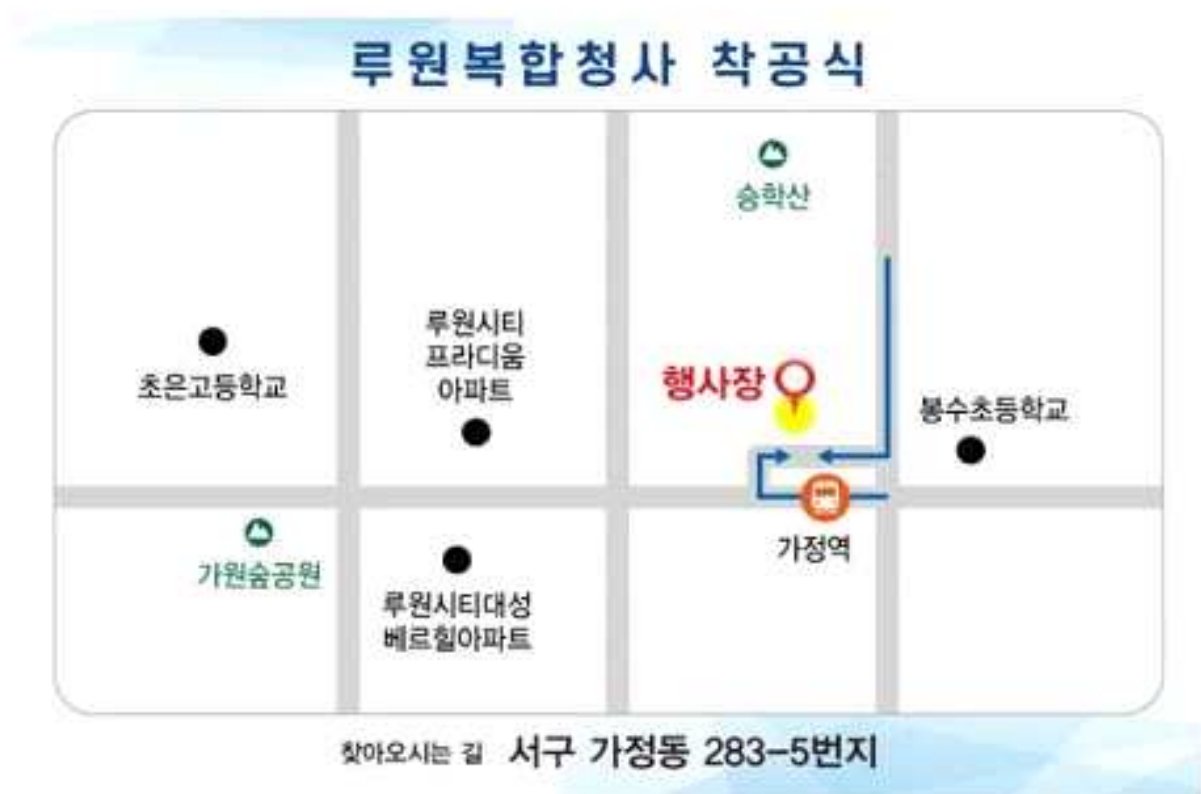 루원복합청사 착공식
승학산
루원시티
프라디움
아파트
초은고등학교
행사장
봉수초등학교
가정역
가원숲공원
루원시티대성
베르힐아파트
찾아오시는 길 서구 가정동 283-5번지